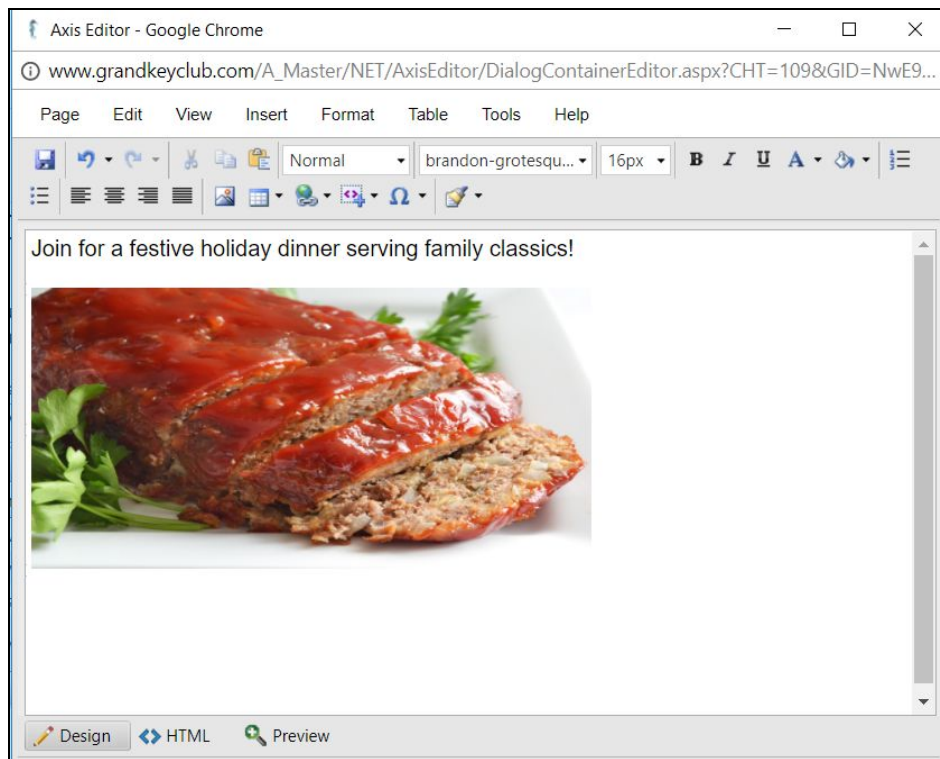 Axis Editor - Google Chrome
www.grandkeyclub.com/A_Master/NET/AxisEditor/DialogContainerEditor.aspx?CHT=109&GID=NwE9...
Page Edit View Insert Format Table Tools Help
Normal brandon-grotesqu... 16px B I U A
Ω
Join for a festive holiday dinner serving family classics!
Design HTML Preview